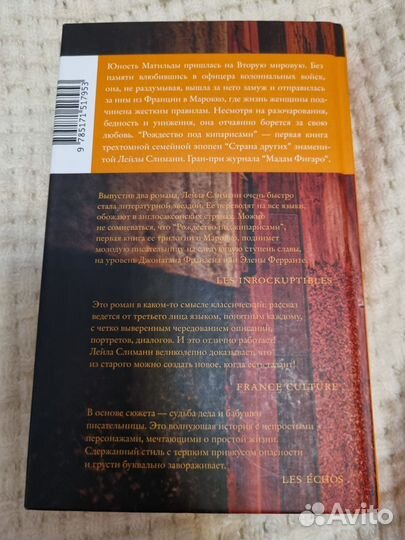 Юность Матильды пришлась на Вторую мировую. Без
памяти влюбившись в офицера колониальных войск,
она, не раздумывая, вышла за него замуж и отправилась
за ним из Франции в Марокко, где жизнь женщины под-
чинена жестким правилам. Несмотря на разочарования,
бедность и унижения, она отчаянно борется за свою
любовь. "Рождество под кипарисами" — первая книга
трехтомной семейной эпопеи "Страна других" знамени-
той Лейлы Слимани. Гран-при журнала "Мадам Фигаро".
9 785171 517953
Выпустив два романа, Лейла Слимани очень быстро
стала литературной звездой. Ее переводят на все языки,
обожают в англосаксонских странах. Можно
не сомневаться, что "Рождество под кипарисами",
первая книга ее трилогии о Марокко, поднимет
молодую писательницу на следующую ступень славы,
на уровень Джонатана Франзена или Элены Ферранте.
LES INROCKUPTIBLES
Это роман в каком-то смысле классический: рассказ
ведется от третьего лица языком, понятным каждому,
с четко выверенным чередованием описаний,
портретов, диалогов. И это отлично работает!
Лейла Слимани великолепно доказывает, что
из старого можно создать новое, когда есть талант!
FRANCE CULTURE
В основе сюжета — судьба деда и бабушки
писательницы. Это волнующая история с непростыми
персонажами, мечтающими о простой жизни.
Сдержанный стиль с терпким привкусом опасности
и грусти буквально завораживает.
LES ÉCHOS
Avito